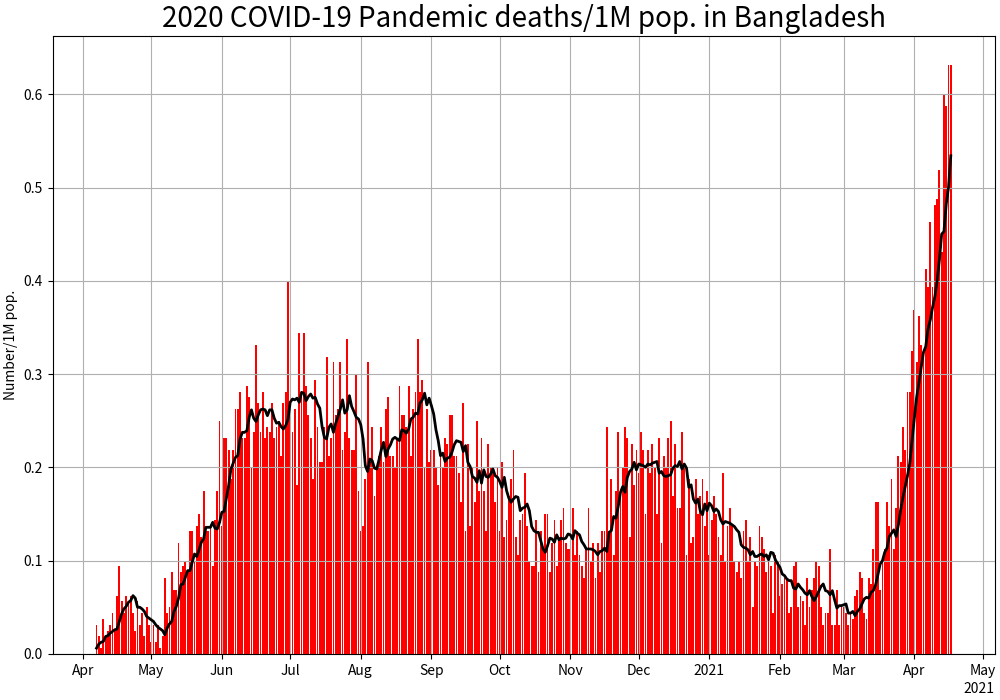 2020 COVID-19 Pandemic deaths/1M pop. in Bangladesh
Number/1M pop.
0.6
0.5
0.4
0.3
0.2
0.1
0.0
Apr May Jun Jul Aug Sep Oct Nov Dec 2021 Feb Mar Apr May
2021